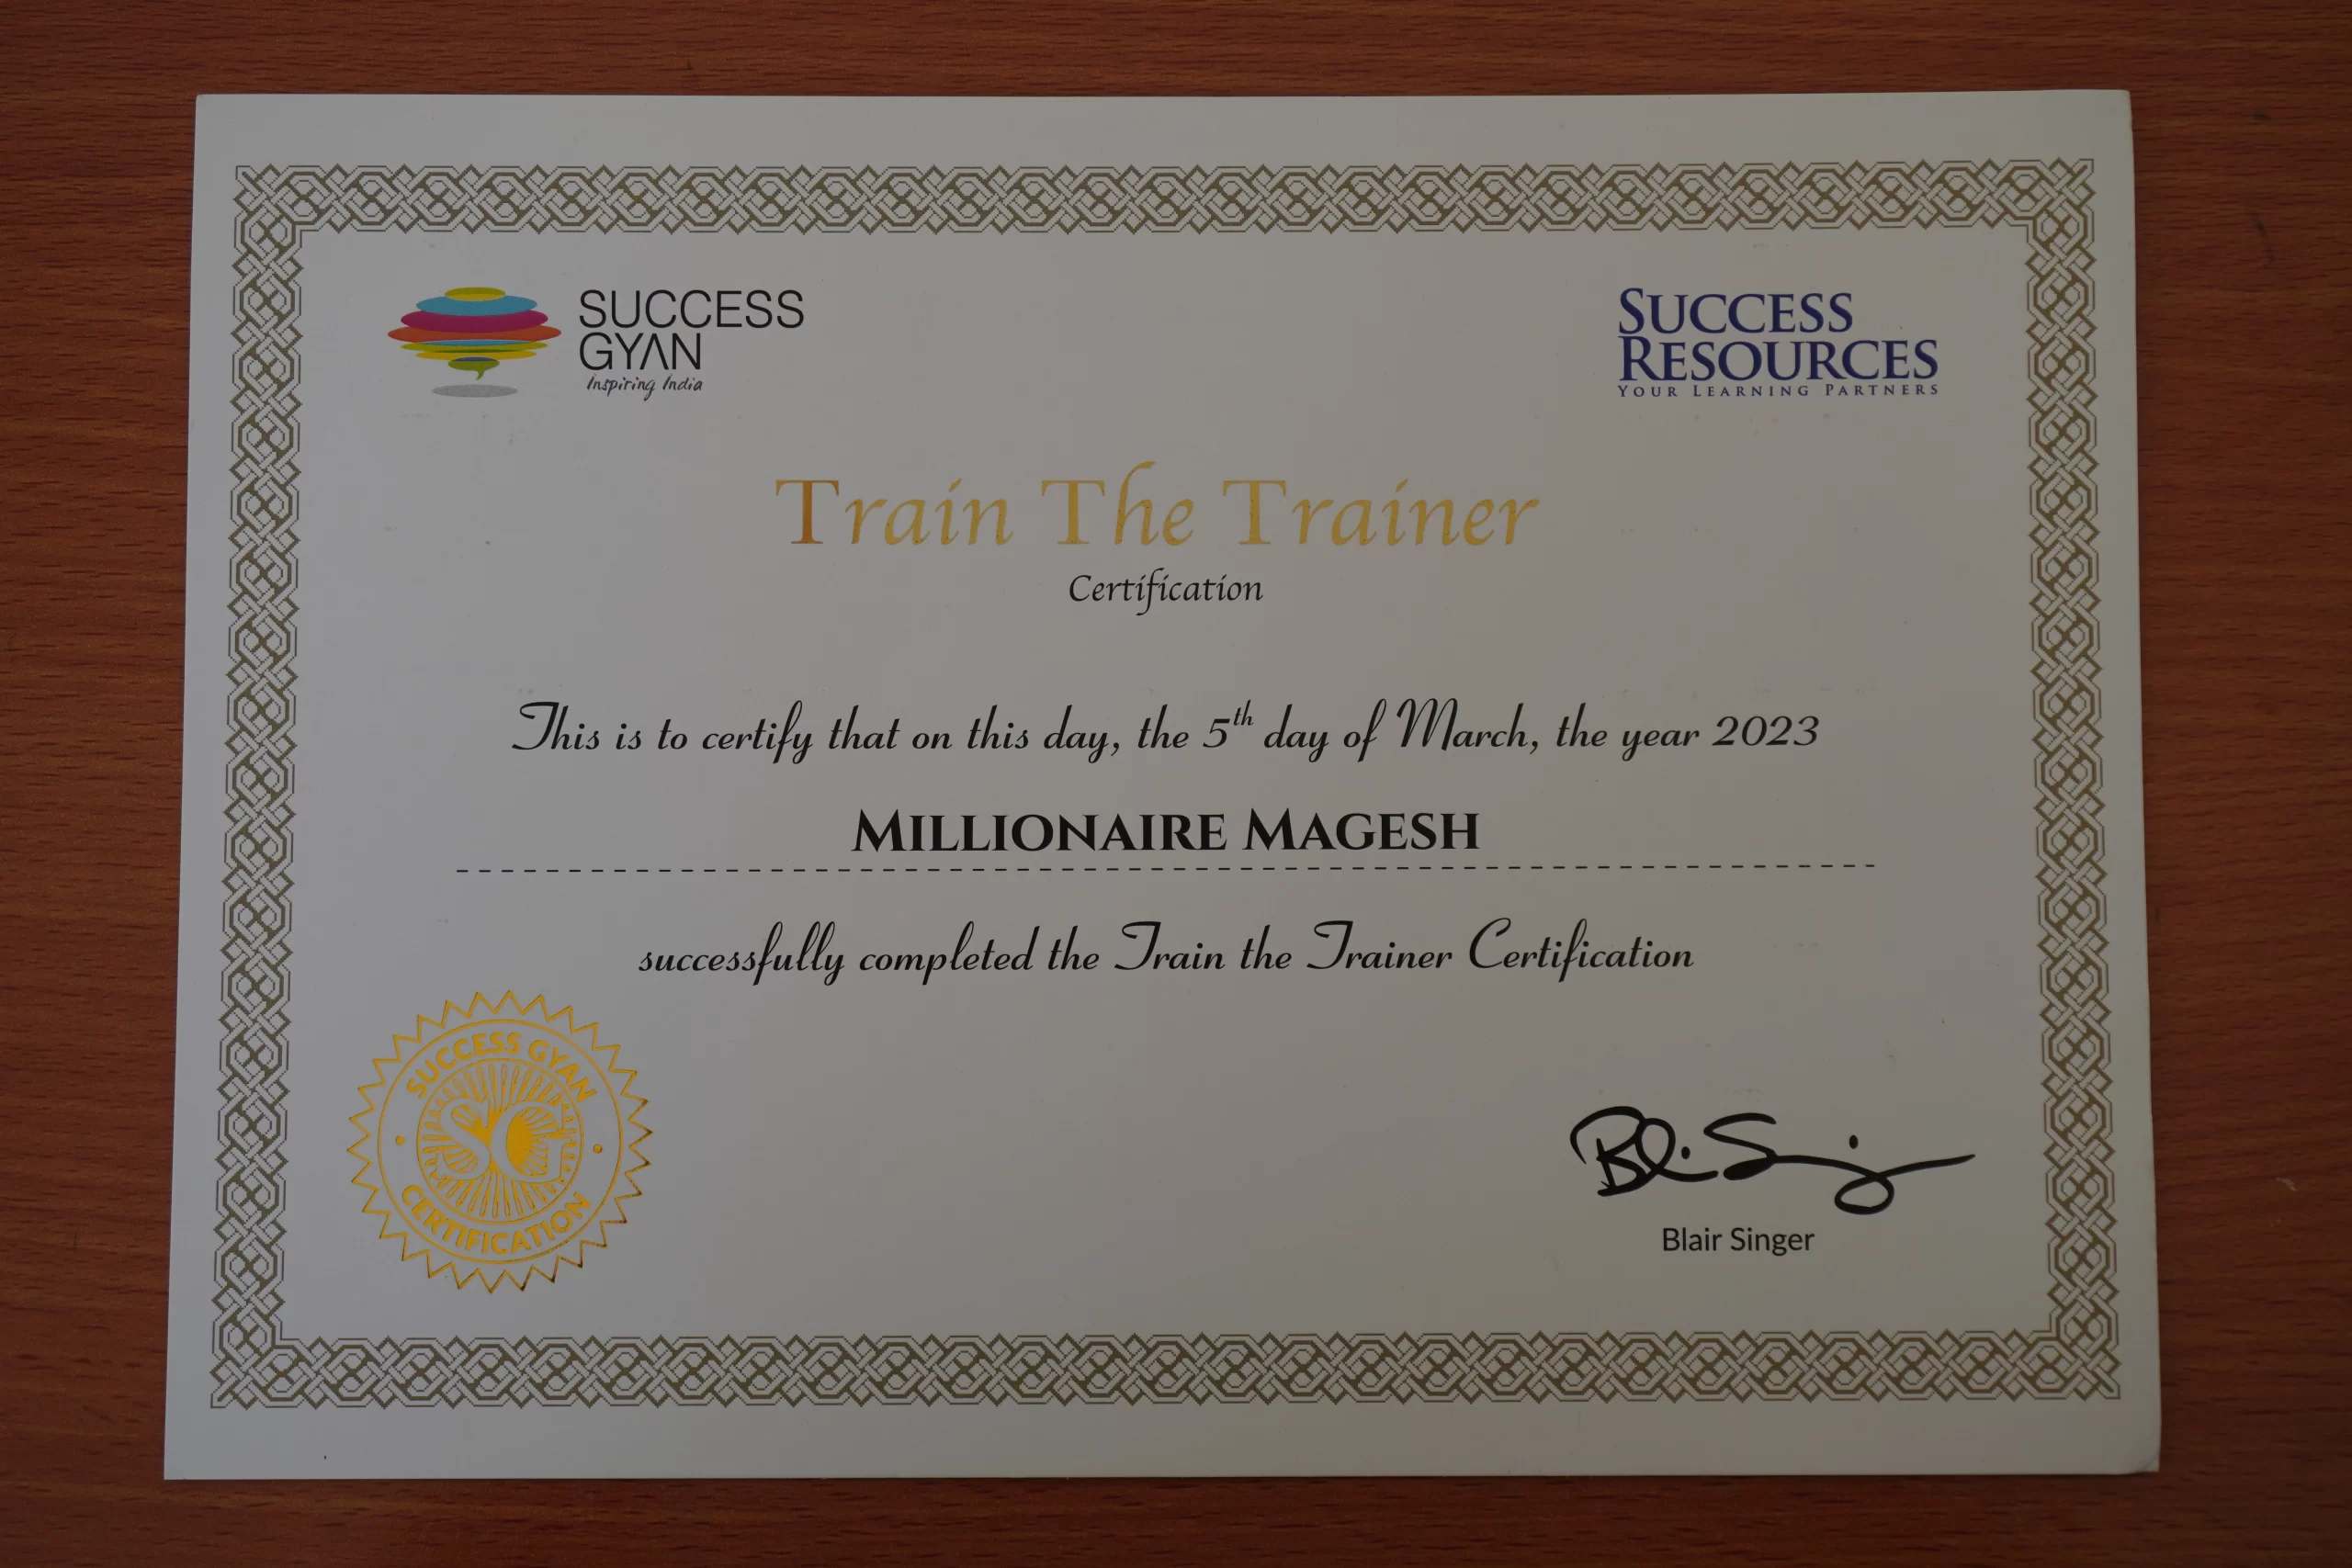 SUCCESS
GYAN
Inspiring India
SUCCESS
RESOURCES
YOUR LEARNING PARTNERS
Train The Trainer
Certification
This is to certify that on this day, the 5th day of March, the year 2023
MILLIONAIRE MAGESH
successfully completed the Train the Trainer Certification
SUCCESS GYAN
SG
CERTIFICATION
Blair Singer